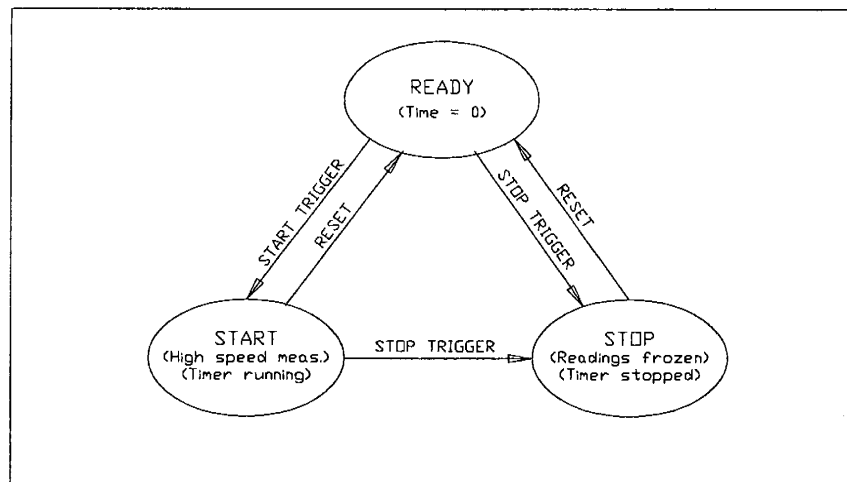 READY
(Time = 0)
START TRIGGER
RESET
STOP TRIGGER
RESET
START
(High speed meas.)
(Timer running)
STOP TRIGGER
STOP
(Readings frozen)
(Timer stopped)